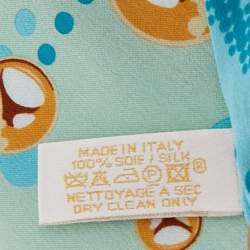 MADE IN ITALY
100% SOIE / SILK
®
NETTOYAGE A SEC
DRY CLEAN ONLY